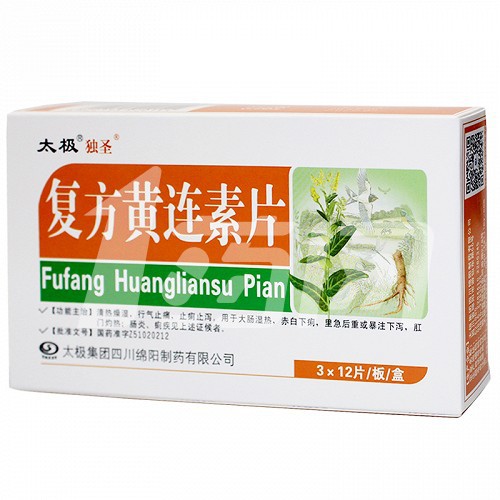 太极® 独圣®
复方黄连素片
Fufang Huangliansu Pian
【功能主治】清热燥湿，行气止痛，止痢止泻。用于大肠湿热，赤白下痢，里急后重或暴注下泻，肛
门灼热；肠炎、痢疾见上述证候者。
【批准文号】国药准字Z51020212
太极集团四川绵阳制药有限公司
3×12片/板/盒